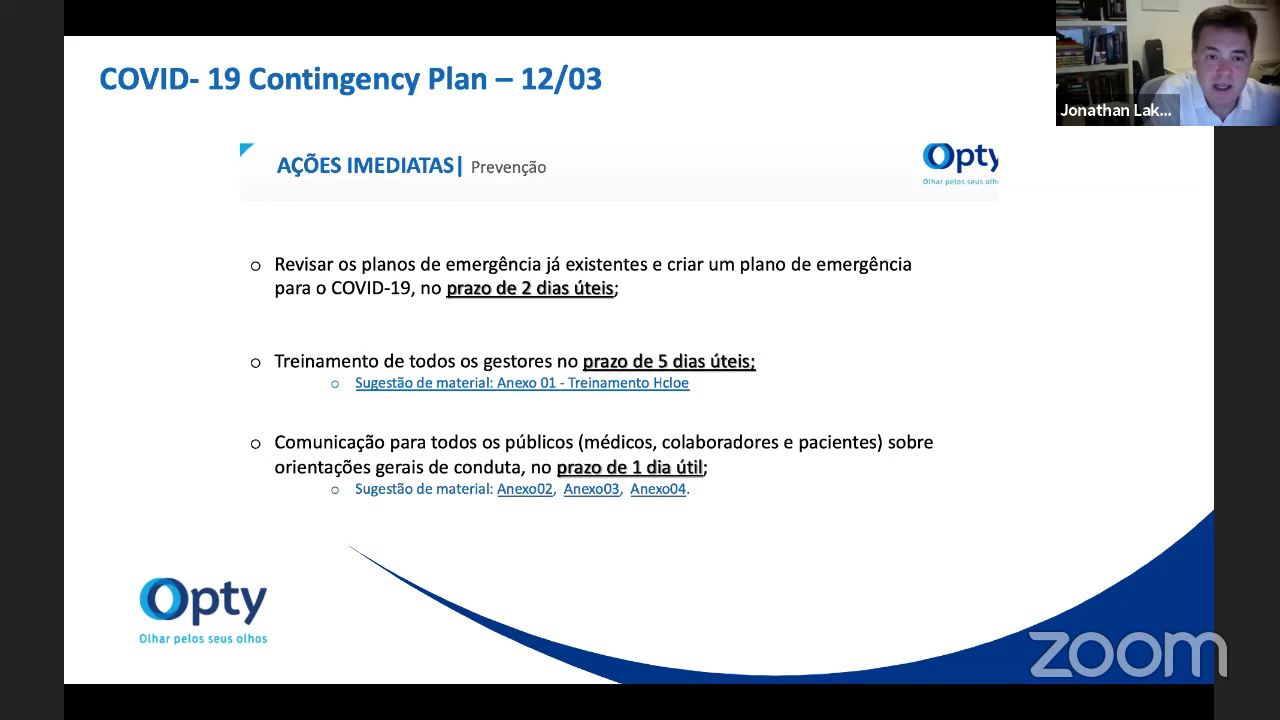 COVID- 19 Contingency Plan – 12/03
Jonathan Lak...
AÇÕES IMEDIATAS| Prevenção
Opty
Olhar pelos seus olh
o Revisar os planos de emergência já existentes e criar um plano de emergência
para o COVID-19, no prazo de 2 dias úteis;
o Treinamento de todos os gestores no prazo de 5 dias úteis;
o Sugestão de material: Anexo 01 - Treinamento Hcloe
o Comunicação para todos os públicos (médicos, colaboradores e pacientes) sobre
orientações gerais de conduta, no prazo de 1 dia útil;
o Sugestão de material: Anexo02, Anexo03, Anexo04.
Opty
Olhar pelos seus olhos
zoom